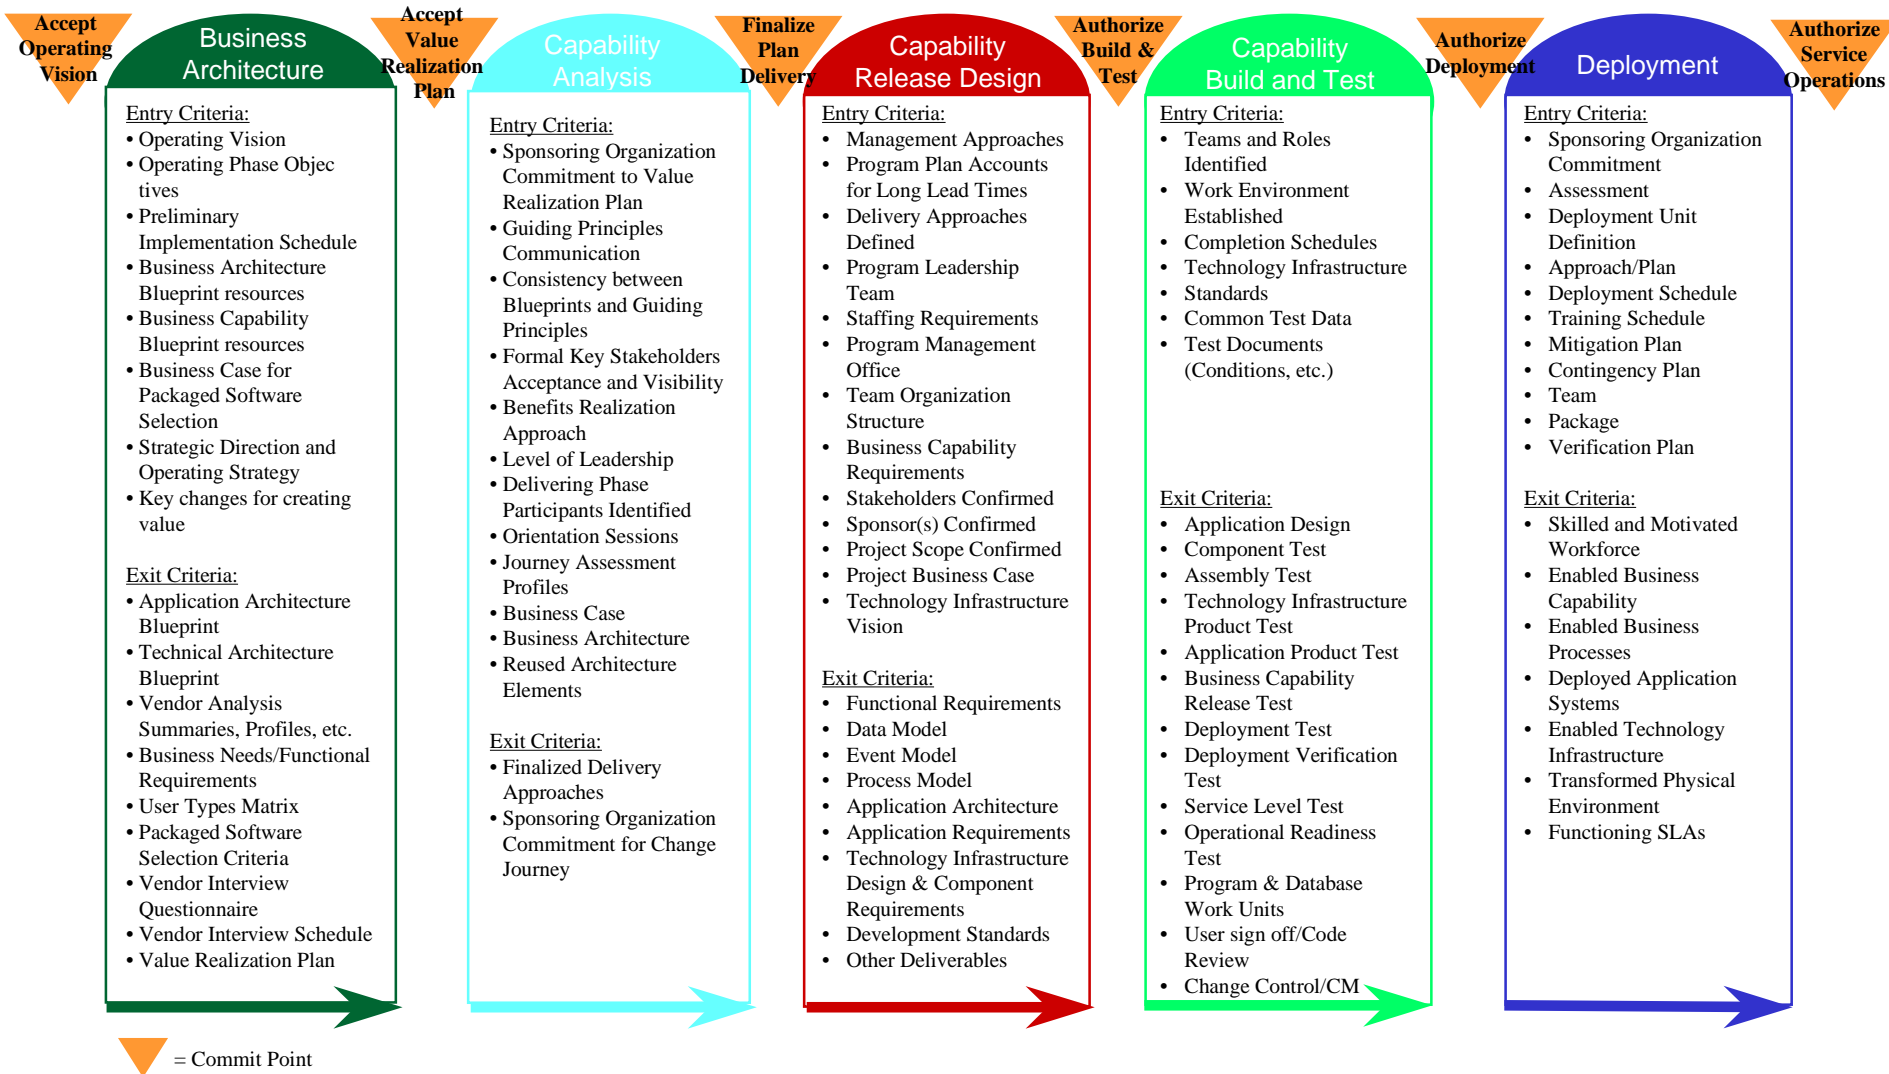 Accept
Operating
Vision
Business
Architecture
Entry Criteria:
• Operating Vision
• Operating Phase Objec
tives
• Preliminary
Implementation Schedule
• Business Architecture
Blueprint resources
• Business Capability
Blueprint resources
• Business Case for
Packaged Software
Selection
• Strategic Direction and
Operating Strategy
• Key changes for creating
value
Exit Criteria:
• Application Architecture
Blueprint
• Technical Architecture
Blueprint
• Vendor Analysis
Summaries, Profiles, etc.
• Business Needs/Functional
Requirements
• User Types Matrix
• Packaged Software
Selection Criteria
• Vendor Interview
Questionnaire
• Vendor Interview Schedule
• Value Realization Plan
Accept
Value
Realization
Plan
Capability
Analysis
Entry Criteria:
• Sponsoring Organization
Commitment to Value
Realization Plan
• Guiding Principles
Communication
• Consistency between
Blueprints and Guiding
Principles
• Formal Key Stakeholders
Acceptance and Visibility
• Benefits Realization
Approach
• Level of Leadership
• Delivering Phase
Participants Identified
• Orientation Sessions
• Journey Assessment
Profiles
• Business Case
• Business Architecture
• Reused Architecture
Elements
Exit Criteria:
• Finalized Delivery
Approaches
• Sponsoring Organization
Commitment for Change
Journey
Finalize
Plan
Delivery
Capability
Release Design
Entry Criteria:
• Management Approaches
• Program Plan Accounts
for Long Lead Times
• Delivery Approaches
Defined
• Program Leadership
Team
• Staffing Requirements
• Program Management
Office
• Team Organization
Structure
• Business Capability
Requirements
• Stakeholders Confirmed
• Sponsor(s) Confirmed
• Project Scope Confirmed
• Project Business Case
• Technology Infrastructure
Vision
Exit Criteria:
• Functional Requirements
• Data Model
• Event Model
• Process Model
• Application Architecture
• Application Requirements
• Technology Infrastructure
Design & Component
Requirements
• Development Standards
• Other Deliverables
Authorize
Build &
Test
Capability
Build and Test
Entry Criteria:
• Teams and Roles
Identified
• Work Environment
Established
• Completion Schedules
• Technology Infrastructure
• Standards
• Common Test Data
• Test Documents
(Conditions, etc.)
Exit Criteria:
• Application Design
• Component Test
• Assembly Test
• Technology Infrastructure
Product Test
• Application Product Test
• Business Capability
Release Test
• Deployment Test
• Deployment Verification
Test
• Service Level Test
• Operational Readiness
Test
• Program & Database
Work Units
• User sign off/Code
Review
• Change Control/CM
Authorize
Deployment
Deployment
Entry Criteria:
• Sponsoring Organization
Commitment
• Assessment
• Deployment Unit
Definition
• Approach/Plan
• Deployment Schedule
• Training Schedule
• Mitigation Plan
• Contingency Plan
• Team
• Package
• Verification Plan
Exit Criteria:
• Skilled and Motivated
Workforce
• Enabled Business
Capability
• Enabled Business
Processes
• Deployed Application
Systems
• Enabled Technology
Infrastructure
• Transformed Physical
Environment
• Functioning SLAs
Authorize
Service
Operations
= Commit Point